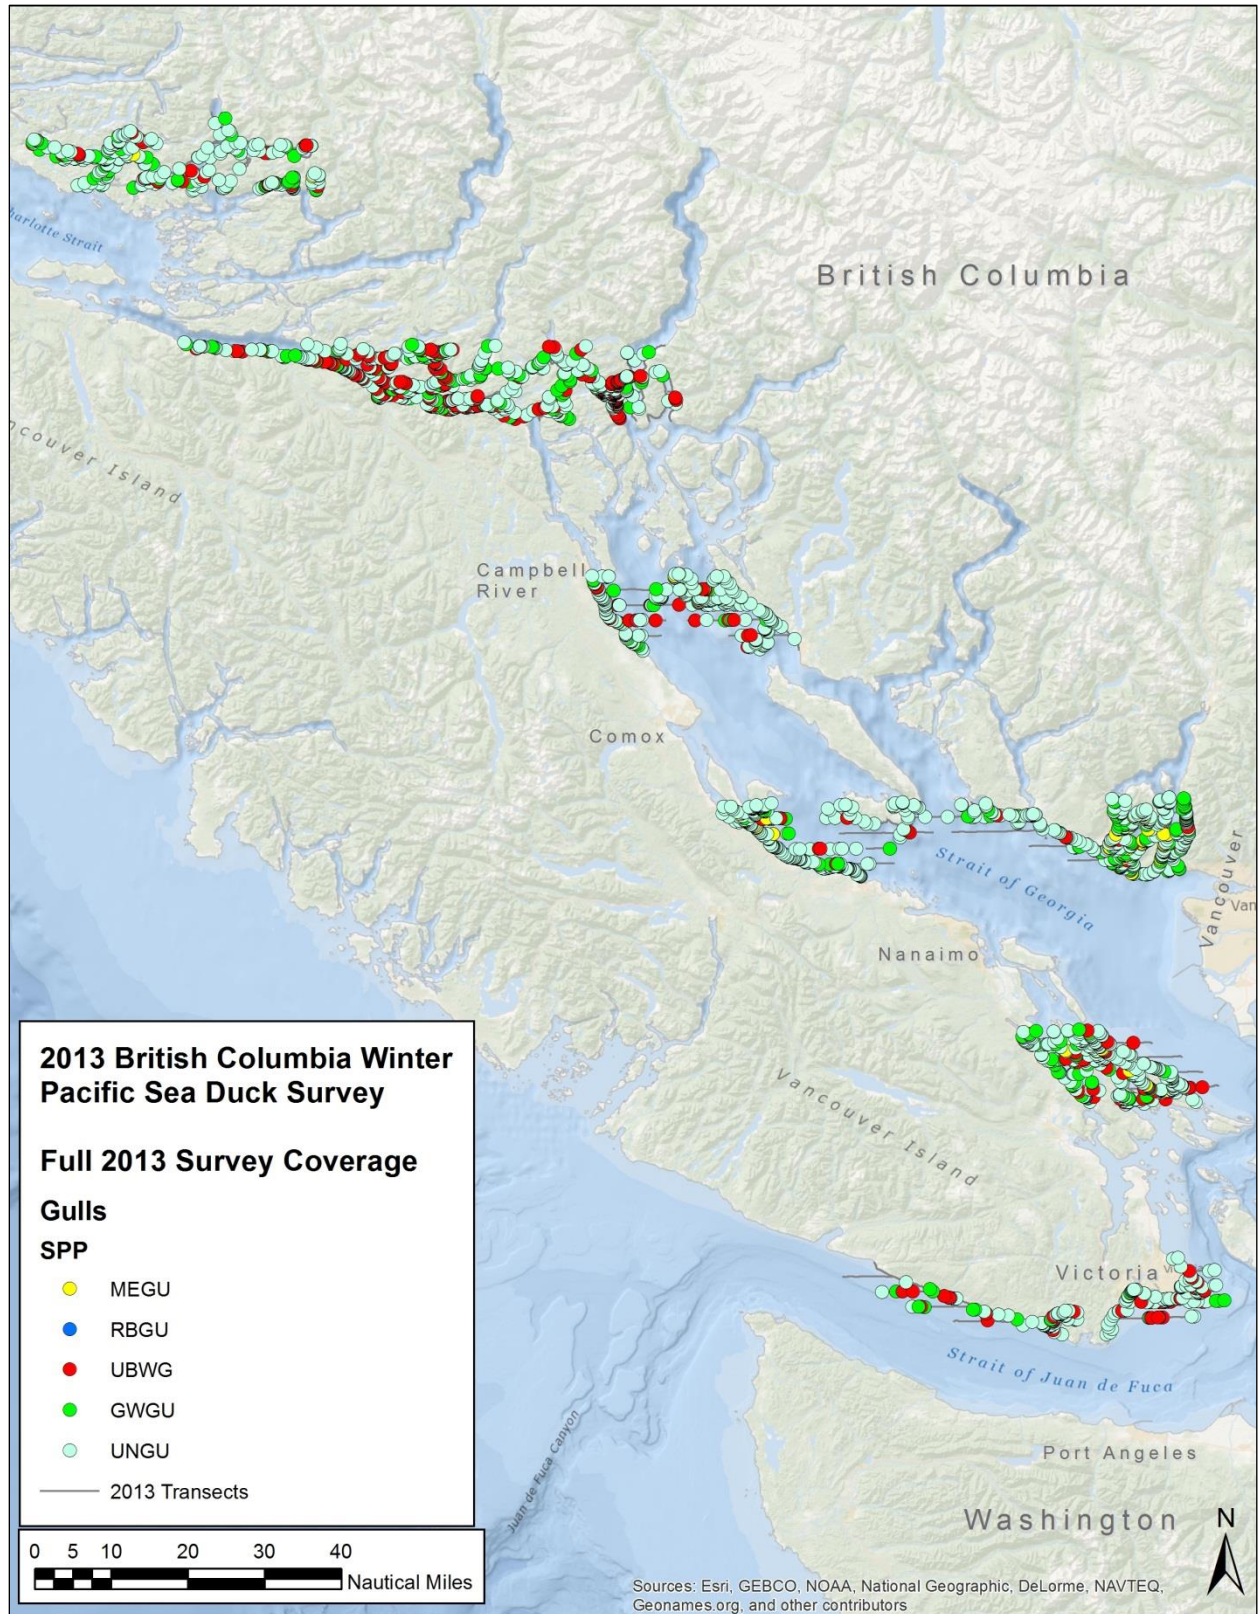 harlotte Strait
British Columbia
ncouver Island
Campbell
River
Comox
Strait of Georgia
Vancouver
Van
Nanaimo
Vancouver Island
Victoria
Strait of Juan de Fuca
Port Angeles
Juan de Fuca Canyon
Washington
N
2013 British Columbia Winter
Pacific Sea Duck Survey
Full 2013 Survey Coverage
Gulls
SPP
MEGU
RBGU
UBWG
GWGU
UNGU
2013 Transects
0 5 10 20 30 40
Nautical Miles
Sources: Esri, GEBCO, NOAA, National Geographic, DeLorme, NAVTEQ,
Geonames.org, and other contributors